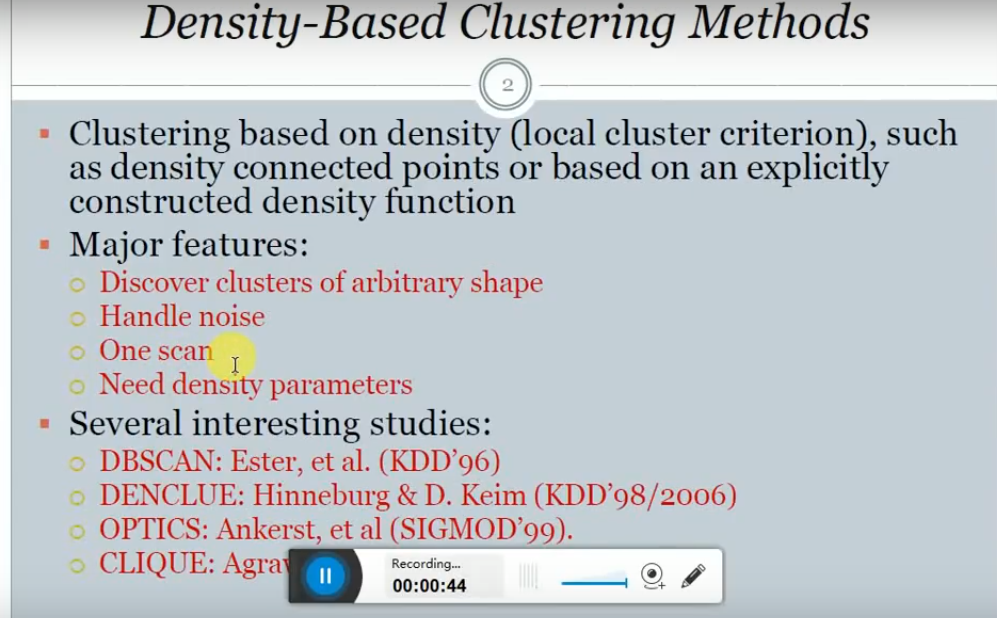 Density-Based Clustering Methods
2
▪ Clustering based on density (local cluster criterion), such
as density connected points or based on an explicitly
constructed density function
▪ Major features:
○ Discover clusters of arbitrary shape
○ Handle noise
○ One scan
○ Need density parameters
▪ Several interesting studies:
○ DBSCAN: Ester, et al. (KDD’96)
○ DENCLUE: Hinneburg & D. Keim (KDD’98/2006)
○ OPTICS: Ankerst, et al (SIGMOD’99).
○ CLIQUE: Agraw
Recording...
00:00:44